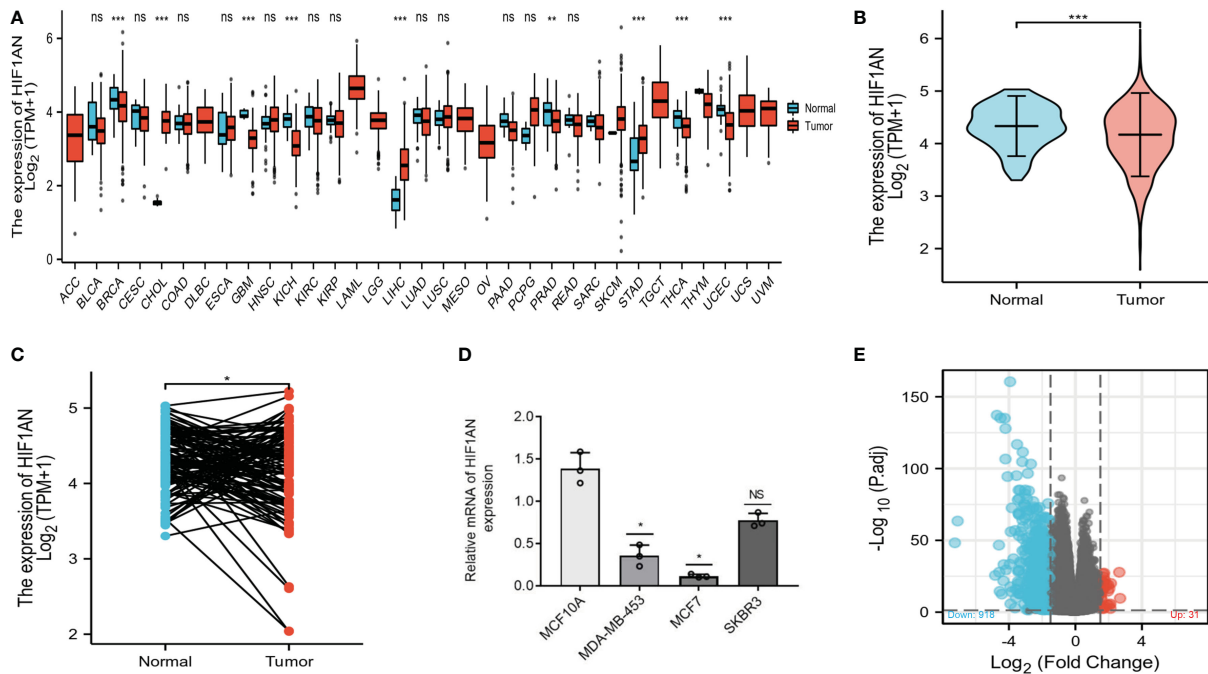 A
ns *** ns *** ns ns *** ns *** ns ns *** ns ns ns ns ** ns *** *** ***
The expression of HIF1AN
Log2 (TPM+1)
6
4
2
0
Normal
Tumor
ACC
BLCA
BRCA
CESC
CHOL
COAD
DLBC
ESCA
GBM
HNSC
KICH
KIRC
KIRP
LAML
LGG
LIHC
LUAD
LUSC
MESO
OV
PAAD
PCPG
PRAD
READ
SARC
SKCM
STAD
TGCT
THCA
THYM
UCEC
UCS
UVM
B
***
The expression of HIF1AN
Log2 (TPM+1)
6
5
4
3
2
Normal
Tumor
C
*
The expression of HIF1AN
Log2 (TPM+1)
5
4
3
2
Normal
Tumor
D
Relative mRNA of HIF1AN
expression
2.0
1.5
1.0
0.5
0.0
*
*
NS
MCF10A
MDA-MB-453
MCF7
SKBR3
E
-Log10 (P.adj)
150
100
50
0
Down: 918
Up: 31
-4
0
4
Log2 (Fold Change)